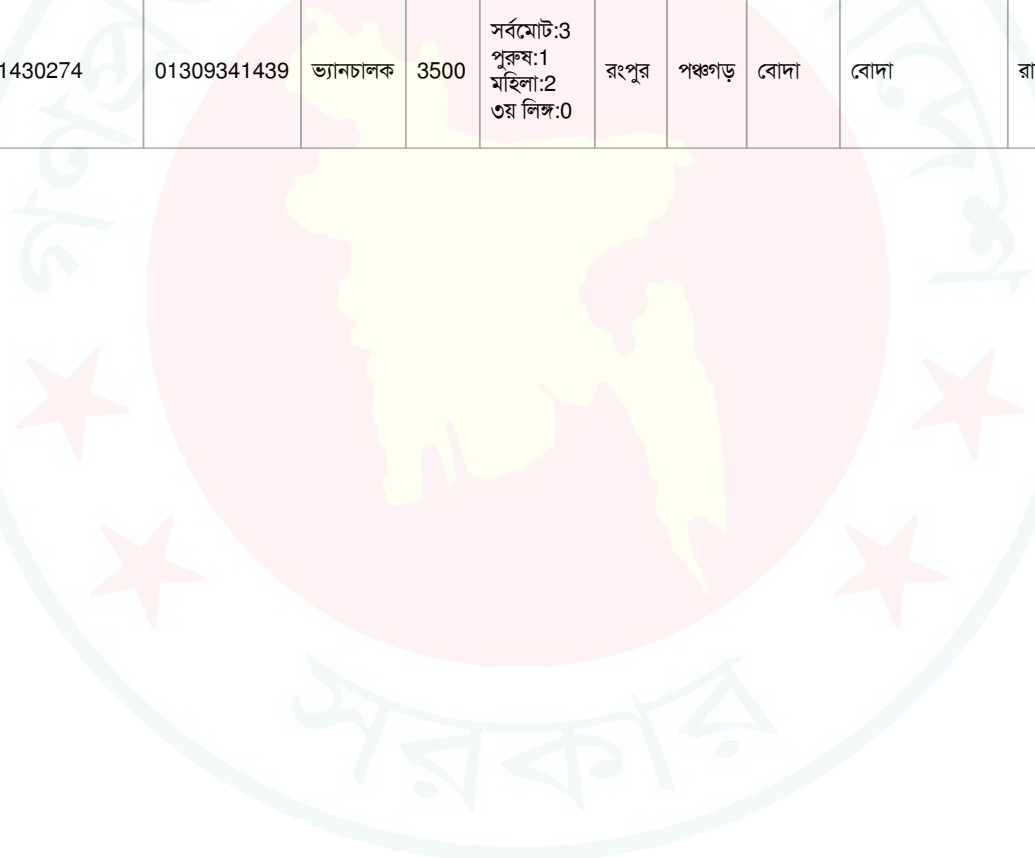 সর্বমোট:3
1430274 01309341439 ভ্যানচালক 3500 পুরুষ:1 রংপুর পঞ্চগড় বোদা বোদা রা
মহিলা:2
৩য় লিঙ্গ:0
সরকার